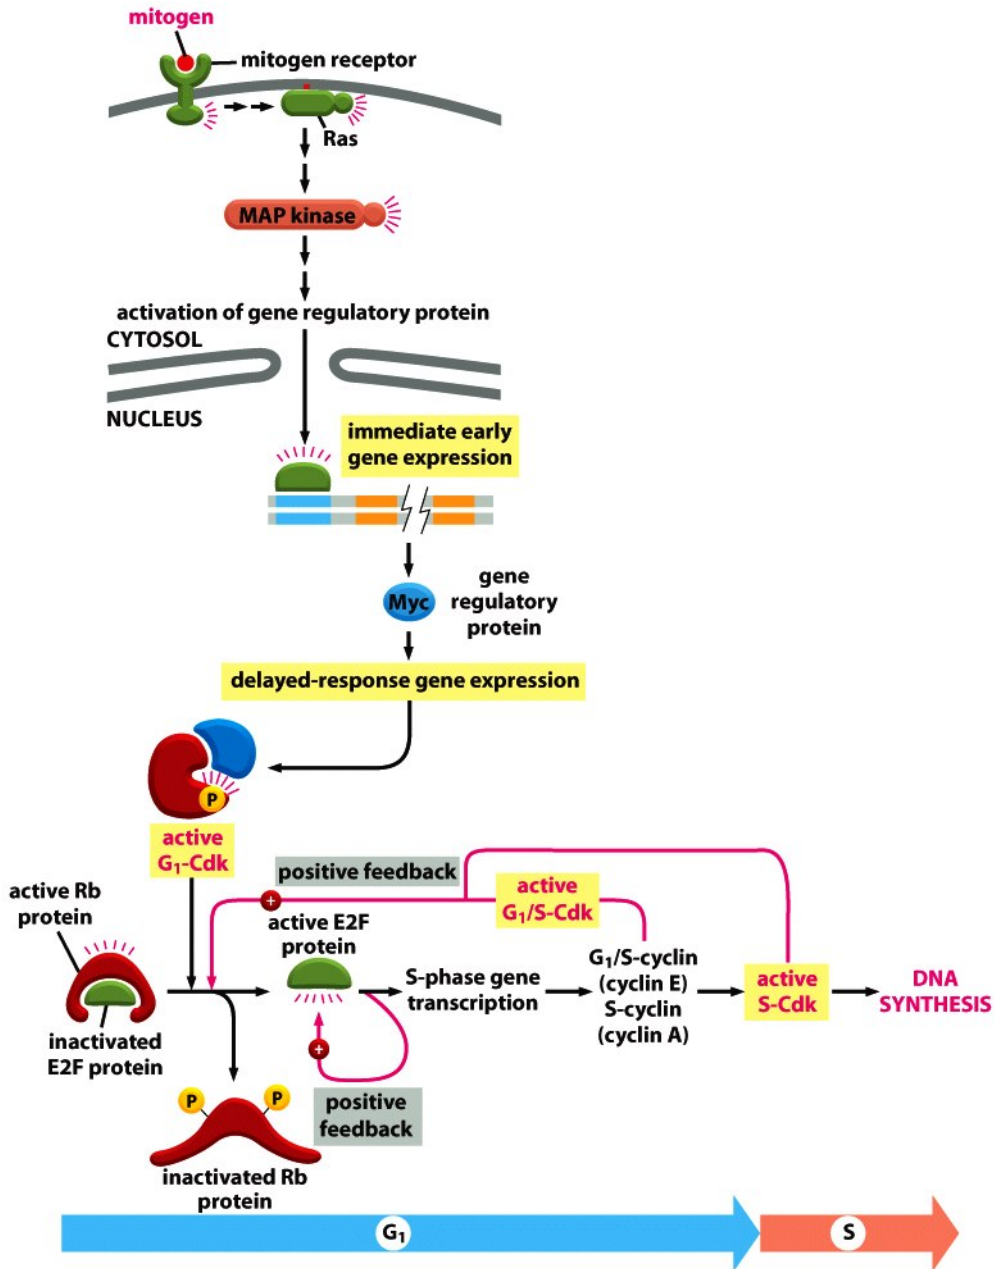 mitogen
mitogen receptor
Ras
MAP kinase
activation of gene regulatory protein
CYTOSOL
NUCLEUS
immediate early
gene expression
Myc
gene
regulatory
protein
delayed-response gene expression
P
active
G₁-Cdk
positive feedback
+
active
G₁/S-Cdk
active Rb
protein
active E2F
protein
inactivated
E2F protein
S-phase gene
transcription
G₁/S-cyclin
(cyclin E)
S-cyclin
(cyclin A)
active
S-Cdk
DNA
SYNTHESIS
+
positive
feedback
P
P
inactivated Rb
protein
G₁
S